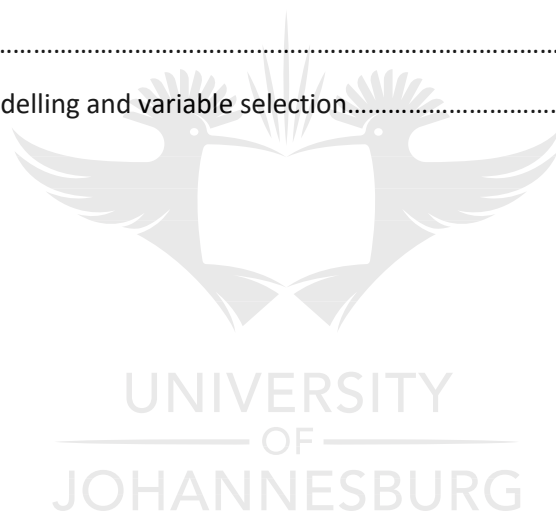 ........................................................................................
delling and variable selection.................................
UNIVERSITY
OF
JOHANNESBURG